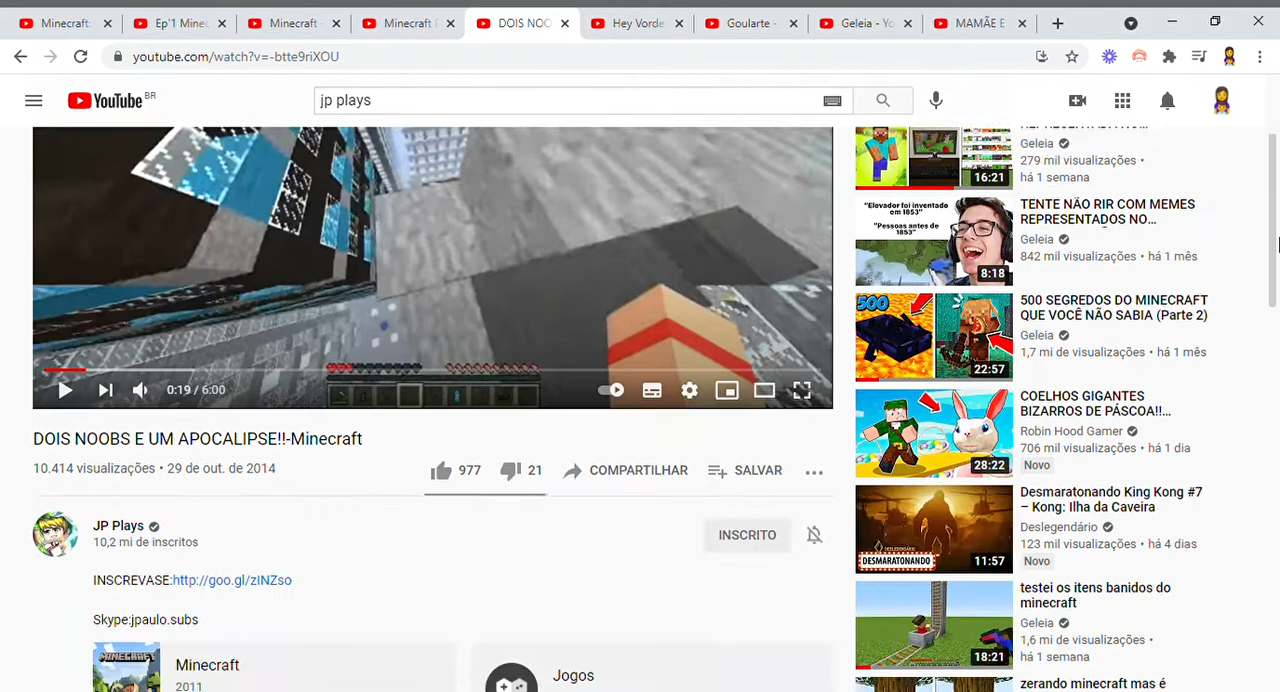 Minecraft:
Ep'1 Minec
Minecraft -
Minecraft
DOIS NOO
Hey Vorde
Goularte -
Geleia - Yo
MAMÃE E
youtube.com/watch?v=-btte9riXOU
YouTube BR
jp plays
0:19 / 6:00
DOIS NOOBS E UM APOCALIPSE!!-Minecraft
10.414 visualizações • 29 de out. de 2014
977
21
COMPARTILHAR
SALVAR
JP Plays
10,2 mi de inscritos
INSCRITO
INSCREVASE:http://goo.gl/zINZso
Skype:jpaulo.subs
MINECRAFT
Minecraft
2011
Jogos
Geleia
279 mil visualizações •
há 1 semana
16:21
"Elevador foi inventado
em 1853"
"Pessoas antes de
1853"
8:18
TENTE NÃO RIR COM MEMES
REPRESENTADOS NO...
Geleia
842 mil visualizações • há 1 mês
500
22:57
500 SEGREDOS DO MINECRAFT
QUE VOCÊ NÃO SABIA (Parte 2)
Geleia
1,7 mi de visualizações • há 1 mês
28:22
COELHOS GIGANTES
BIZARROS DE PÁSCOA!!...
Robin Hood Gamer
706 mil visualizações • há 1 dia
Novo
DESLEGENDÁRIO
DESMARATONANDO
11:57
Desmaratonando King Kong #7
– Kong: Ilha da Caveira
Deslegendário
123 mil visualizações • há 4 dias
Novo
18:21
testei os itens banidos do
minecraft
Geleia
1,6 mi de visualizações •
há 1 semana
zerando minecraft mas é